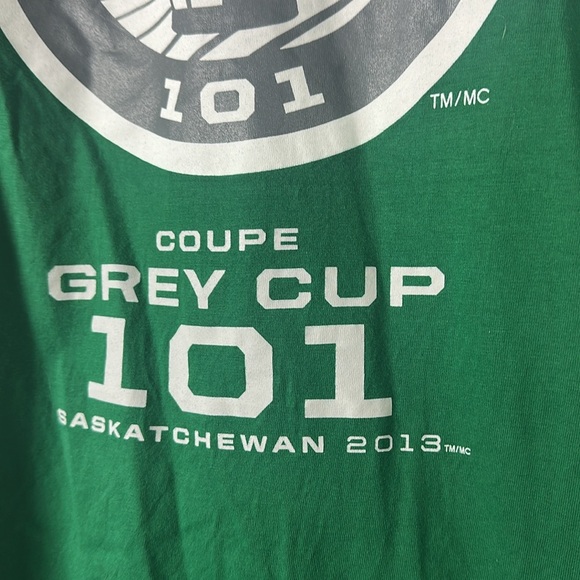 101
TM/MC
COUPE
GREY CUP
101
SASKATCHEWAN 2013 TM/MC